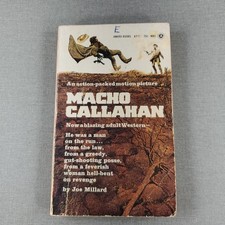 E
An action-packed motion picture...
MACHO
CALLAHAN
Now a blazing adult Western—
He was a man
on the run...
from the law,
from a greedy,
gut-shooting posse,
from a feverish
woman hell-bent
on revenge
by Joe Millard